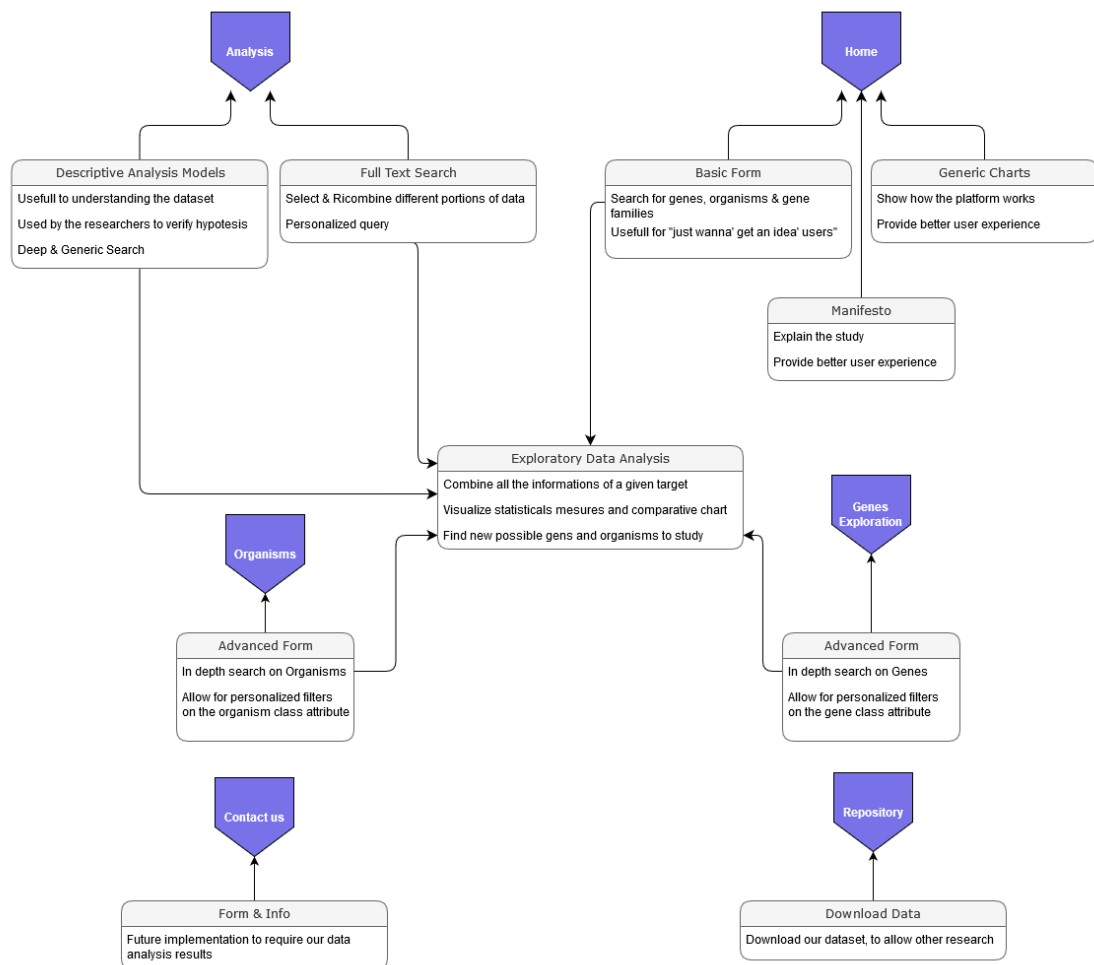 Analysis
Home
Descriptive Analysis Models
Usefull to understanding the dataset
Used by the researchers to verify hypotesis
Deep & Generic Search
Full Text Search
Select & Ricombine different portions of data
Personalized query
Basic Form
Search for genes, organisms & gene
families
Usefull for "just wanna' get an idea' users"
Generic Charts
Show how the platform works
Provide better user experience
Manifesto
Explain the study
Provide better user experience
Exploratory Data Analysis
Combine all the informations of a given target
Visualize statisticals mesures and comparative chart
Find new possible gens and organisms to study
Organisms
Genes
Exploration
Advanced Form
In depth search on Organisms
Allow for personalized filters
on the organism class attribute
Advanced Form
In depth search on Genes
Allow for personalized filters
on the gene class attribute
Contact us
Repository
Form & Info
Future implementation to require our data
analysis results
Download Data
Download our dataset, to allow other research